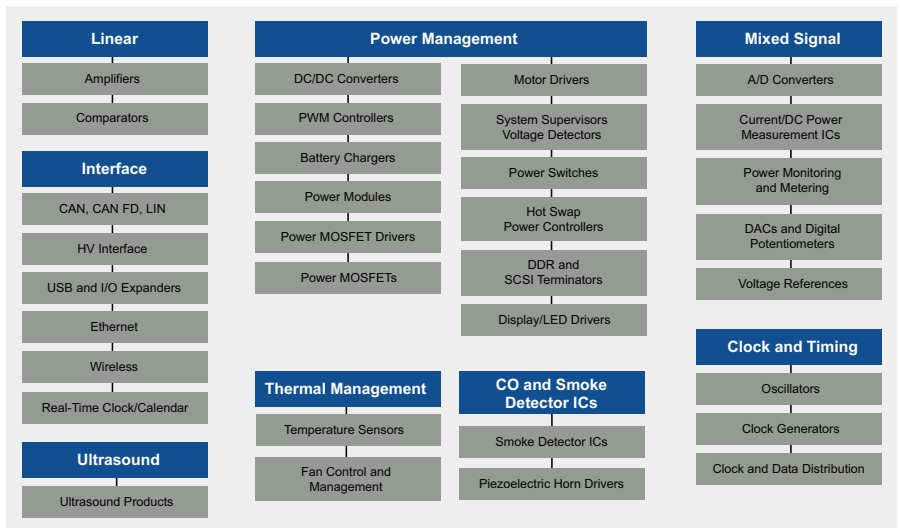 Linear
Amplifiers
Comparators
Interface
CAN, CAN FD, LIN
HV Interface
USB and I/O Expanders
Ethernet
Wireless
Real-Time Clock/Calendar
Ultrasound
Ultrasound Products
Power Management
DC/DC Converters
PWM Controllers
Battery Chargers
Power Modules
Power MOSFET Drivers
Power MOSFETs
Motor Drivers
System Supervisors
Voltage Detectors
Power Switches
Hot Swap
Power Controllers
DDR and
SCSI Terminators
Display/LED Drivers
Thermal Management
Temperature Sensors
Fan Control and
Management
CO and Smoke
Detector ICs
Smoke Detector ICs
Piezoelectric Horn Drivers
Mixed Signal
A/D Converters
Current/DC Power
Measurement ICs
Power Monitoring
and Metering
DACs and Digital
Potentiometers
Voltage References
Clock and Timing
Oscillators
Clock Generators
Clock and Data Distribution